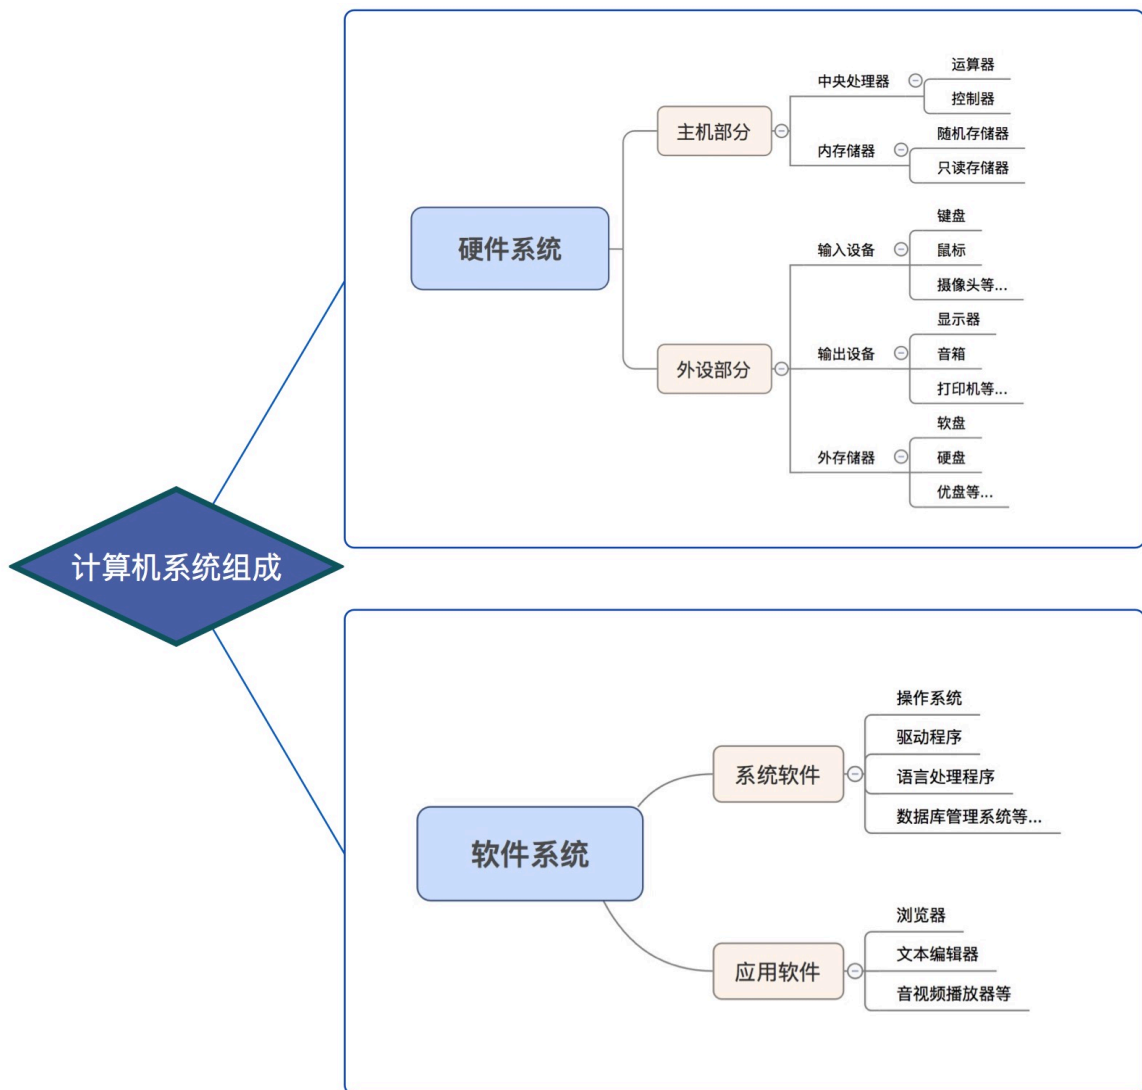 计算机系统组成
硬件系统
主机部分
中央处理器
运算器
控制器
内存储器
随机存储器
只读存储器
外设部分
输入设备
键盘
鼠标
摄像头等...
输出设备
显示器
音箱
打印机等...
外存储器
软盘
硬盘
优盘等...
软件系统
系统软件
操作系统
驱动程序
语言处理程序
数据库管理系统等...
应用软件
浏览器
文本编辑器
音视频播放器等